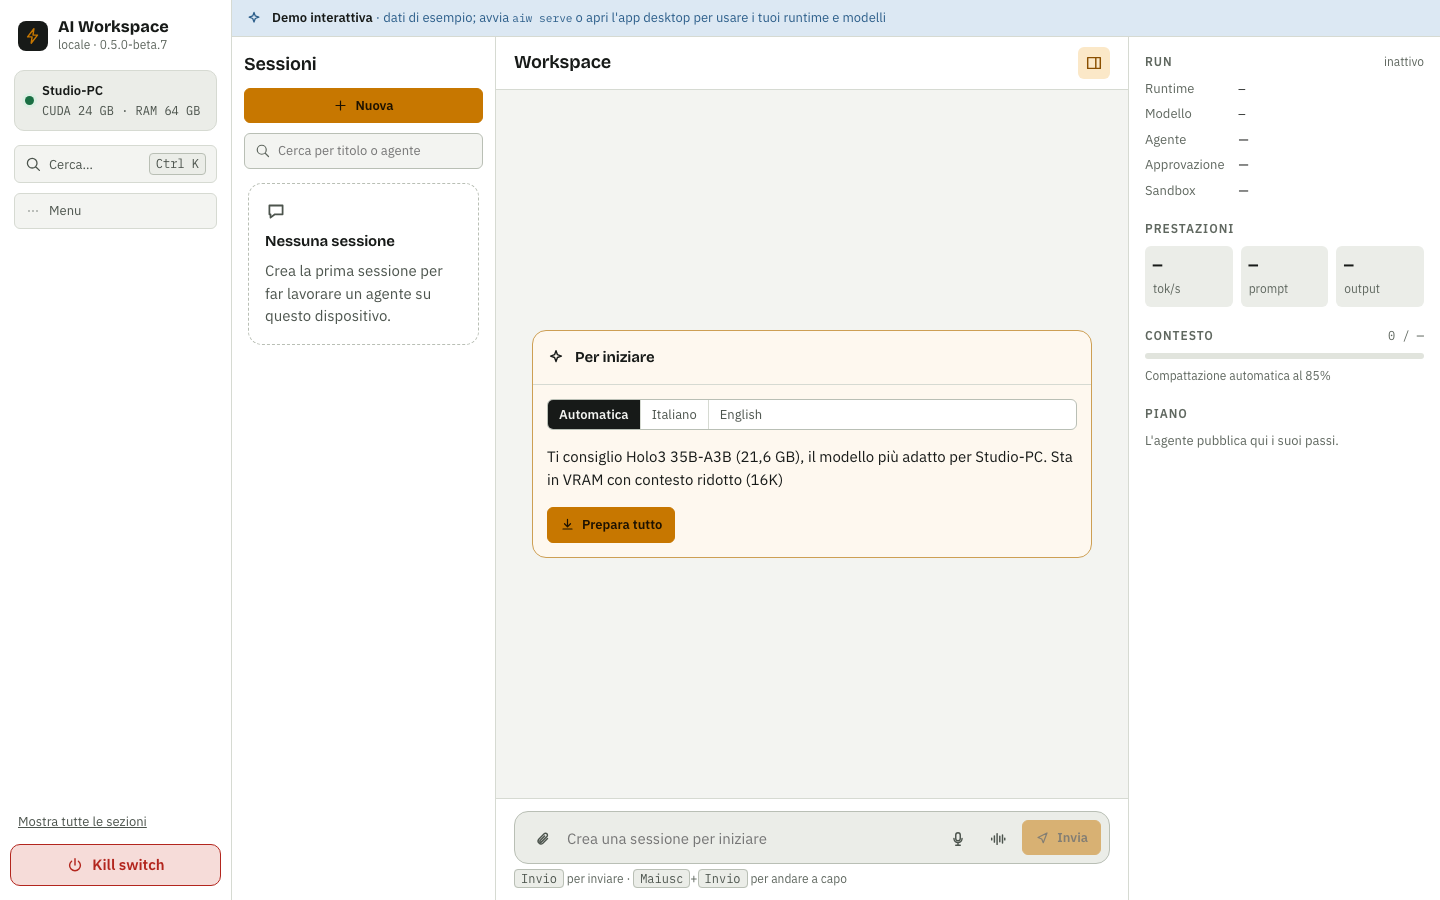 AI Workspace
locale · 0.5.0-beta.7
Studio-PC
CUDA 24 GB · RAM 64 GB
Cerca...
Ctrl K
Menu
Mostra tutte le sezioni
Kill switch
Demo interattiva · dati di esempio; avvia aiw serve o apri l'app desktop per usare i tuoi runtime e modelli
Sessioni
Nuova
Cerca per titolo o agente
Nessuna sessione
Crea la prima sessione per
far lavorare un agente su
questo dispositivo.
Workspace
Per iniziare
Automatica
Italiano
English
Ti consiglio Holo3 35B-A3B (21,6 GB), il modello più adatto per Studio-PC. Sta
in VRAM con contesto ridotto (16K)
Prepara tutto
Crea una sessione per iniziare
Invia
Invio per inviare · Maiusc+Invio per andare a capo
RUN
inattivo
Runtime –
Modello –
Agente —
Approvazione —
Sandbox —
PRESTAZIONI
–
tok/s
–
prompt
–
output
CONTESTO
0 / —
Compattazione automatica al 85%
PIANO
L'agente pubblica qui i suoi passi.